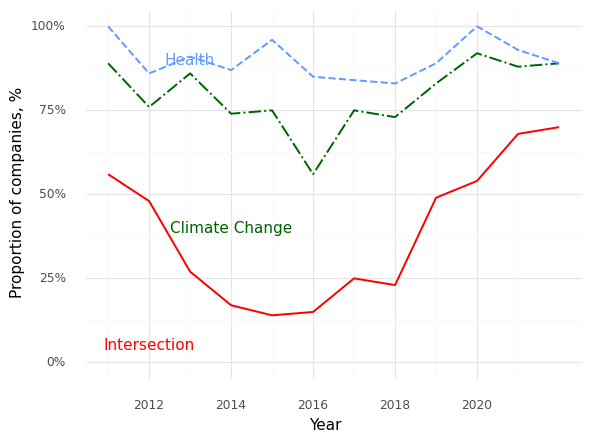 100%
Health
75%
50%
Climate Change
25%
Intersection
0%
Proportion of companies, %
2012 2014 2016 2018 2020
Year